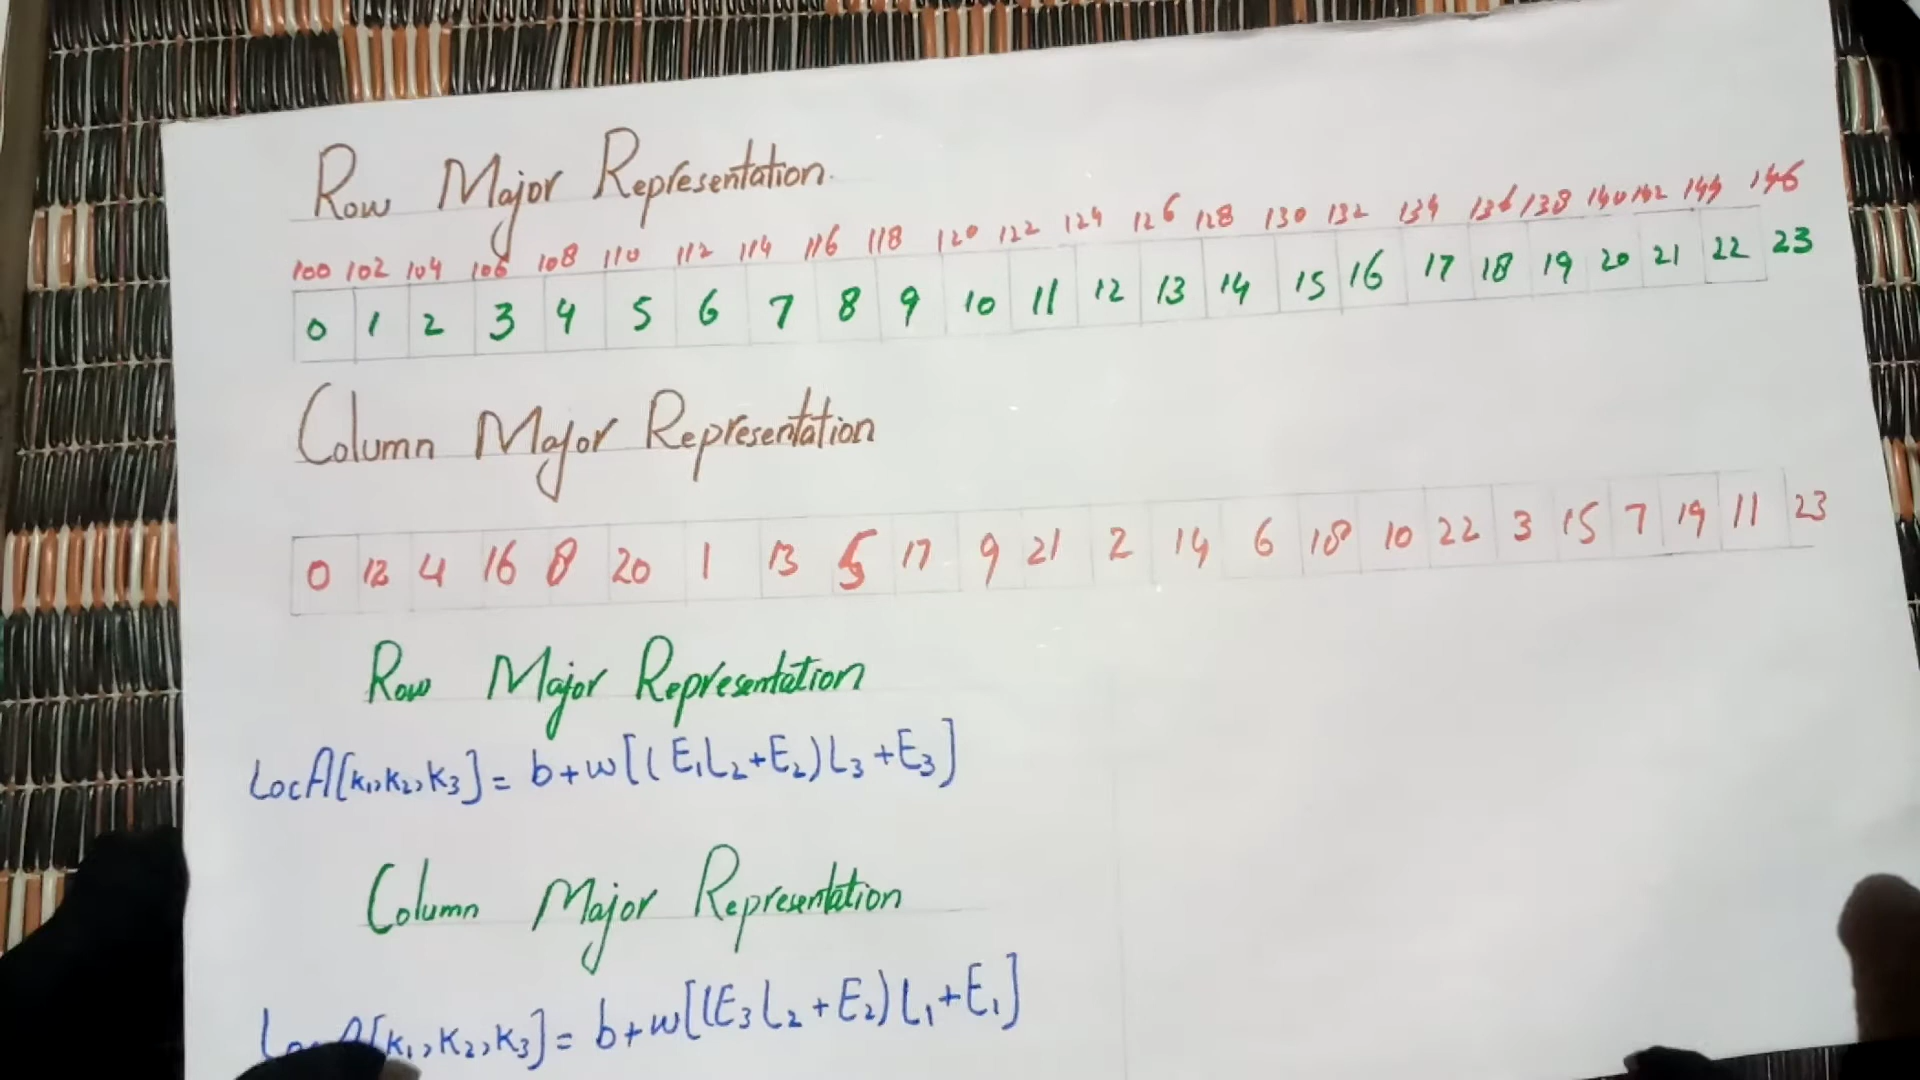 Row Major Representation.
100 102 104 106 108 110 112 114 116 118 120 122 124 126 128 130 132 134 136 138 140 142 144 146
0 1 2 3 4 5 6 7 8 9 10 11 12 13 14 15 16 17 18 19 20 21 22 23
Column Major Representation
0 12 4 16 8 20 1 13 5 17 9 21 2 14 6 18 10 22 3 15 7 19 11 23
Row Major Representation
LocA[K₁,K₂,K₃] = b+w[(E₁L₂+E₂)L₃+E₃]
Column Major Representation
LocA[K₁,K₂,K₃] = b+w[(E₃L₂+E₂)L₁+E₁]